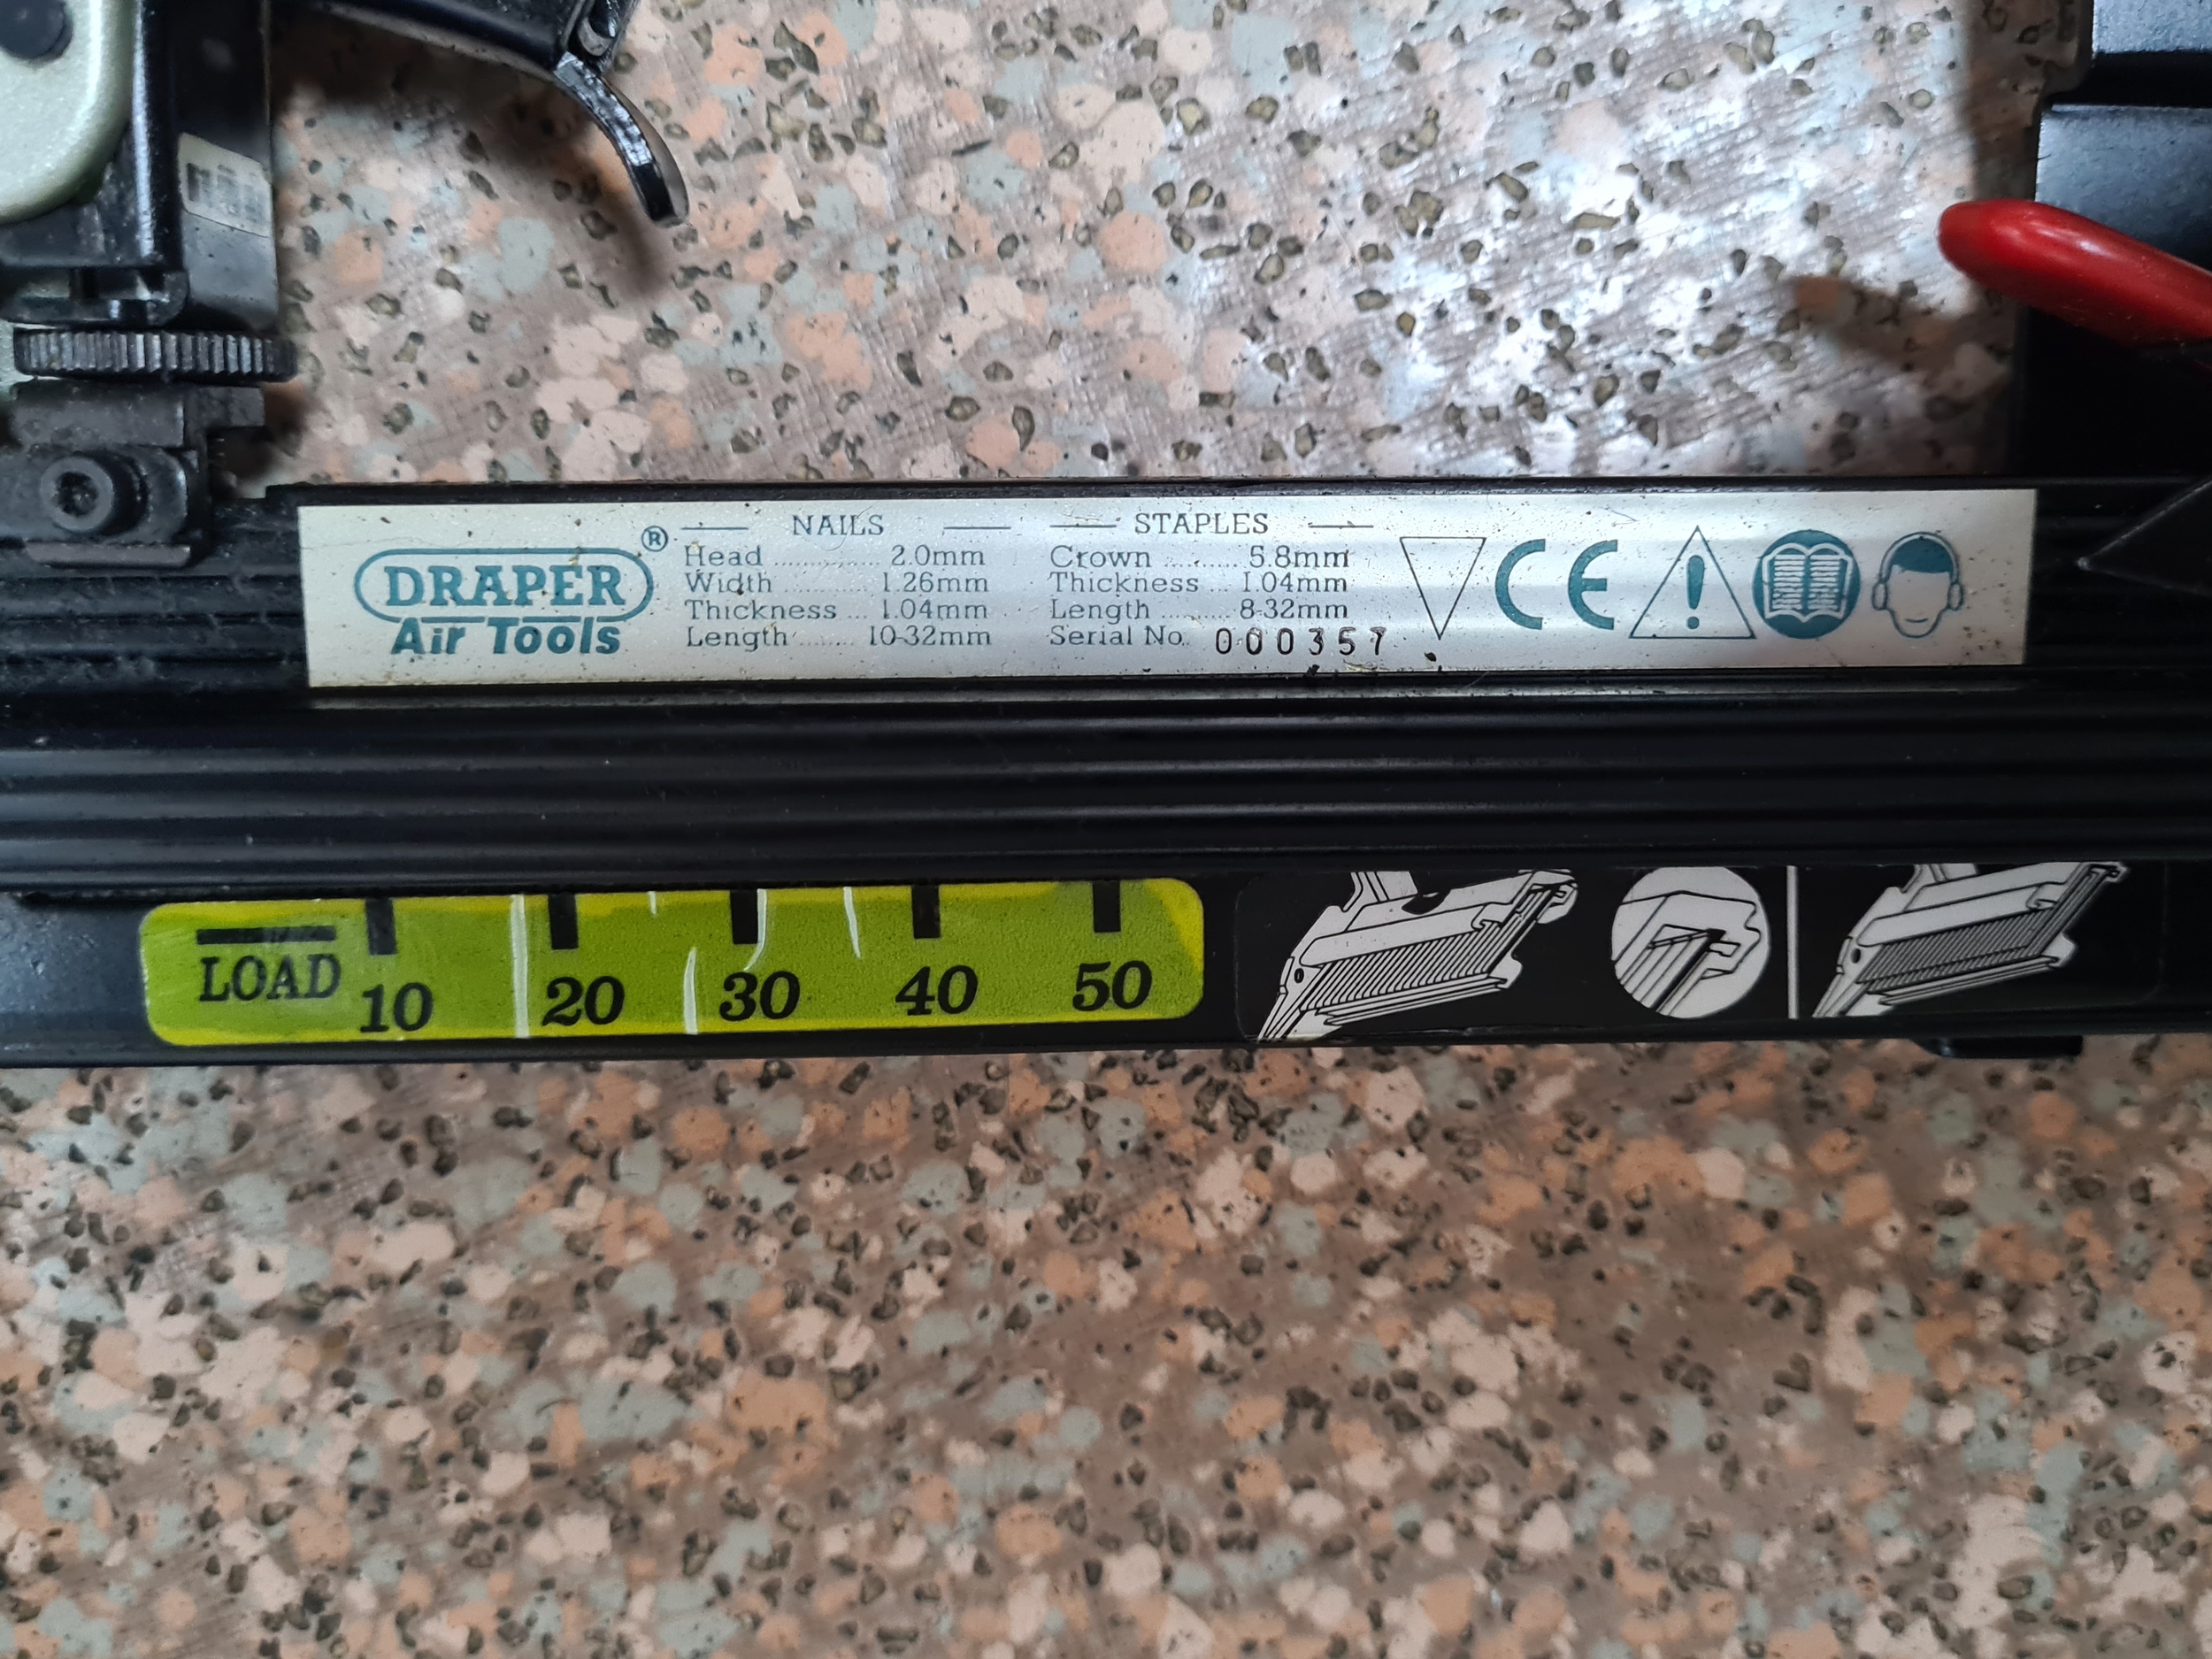 DRAPER®
Air Tools
NAILS
Head .............. 2.0mm
Width ............ 1.26mm
Thickness ... 1.04mm
Length ........ 10-32mm
STAPLES
Crown .......... 5.8mm
Thickness ... 1.04mm
Length ......... 8-32mm
Serial No. 000357
CE
!
LOAD 10 20 30 40 50